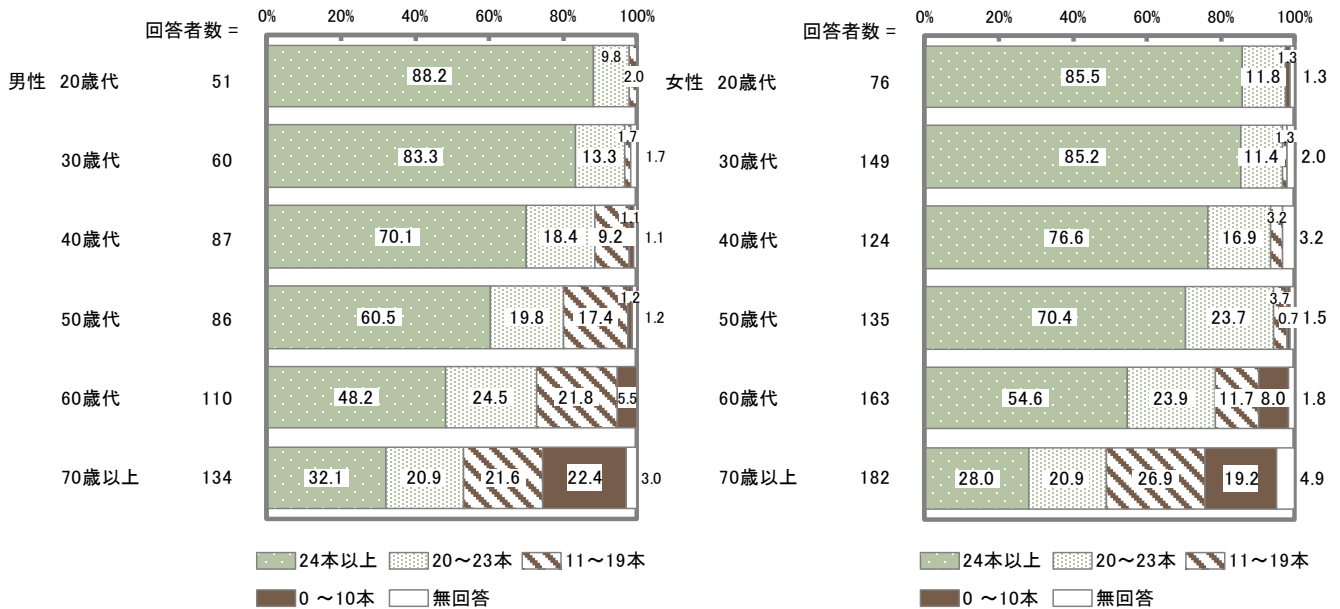 0% 20% 40% 60% 80% 100%
回答者数 =
男性 20歳代 51 88.2 9.8 2.0
30歳代 60 83.3 13.3 1.7 1.7
40歳代 87 70.1 18.4 9.2 1.1 1.1
50歳代 86 60.5 19.8 17.4 1.2 1.2
60歳代 110 48.2 24.5 21.8 5.5
70歳以上 134 32.1 20.9 21.6 22.4 3.0
24本以上 20～23本 11～19本
0 ～10本 無回答
0% 20% 40% 60% 80% 100%
回答者数 =
女性 20歳代 76 85.5 11.8 1.3 1.3
30歳代 149 85.2 11.4 1.3 2.0
40歳代 124 76.6 16.9 3.2 3.2
50歳代 135 70.4 23.7 3.7 0.7 1.5
60歳代 163 54.6 23.9 11.7 8.0 1.8
70歳以上 182 28.0 20.9 26.9 19.2 4.9
24本以上 20～23本 11～19本
0 ～10本 無回答